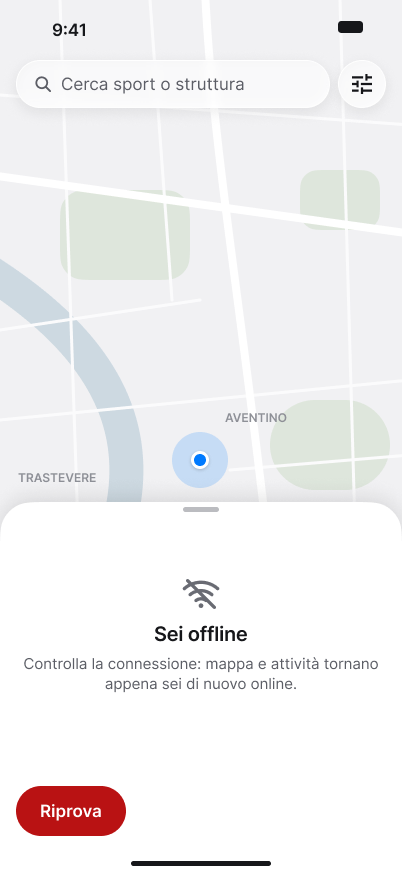 9:41
Cerca sport o struttura
AVENTINO
TRASTEVERE
Sei offline
Controlla la connessione: mappa e attività tornano
appena sei di nuovo online.
Riprova